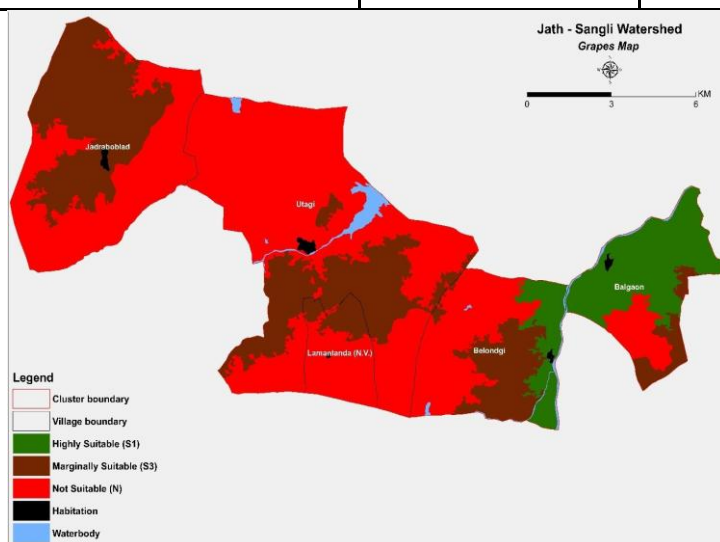 Jath - Sangli Watershed
Grapes Map
KM
0 3 6
Jadraboblad
Utagi
Balgaon
Belondgi
Lamantanda (N.V.)
Legend
Cluster boundary
Village boundary
Highly Suitable (S1)
Marginally Suitable (S3)
Not Suitable (N)
Habitation
Waterbody